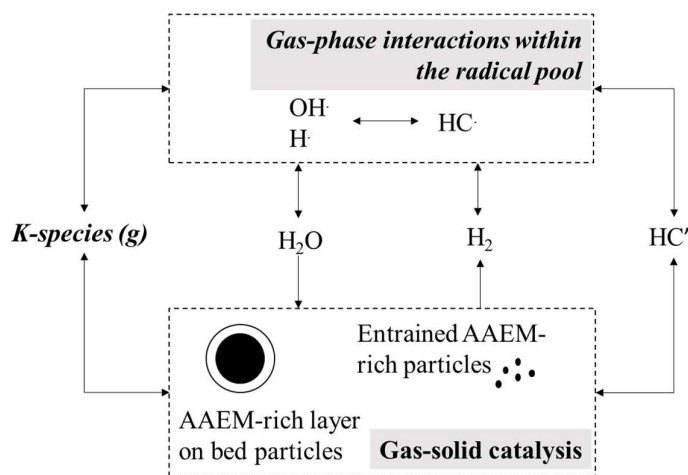 Gas-phase interactions within
the radical pool
OH·
H·
HC·
K-species (g)
H₂O
H₂
HC'
Entrained AAEM-
rich particles
AAEM-rich layer
on bed particles
Gas-solid catalysis